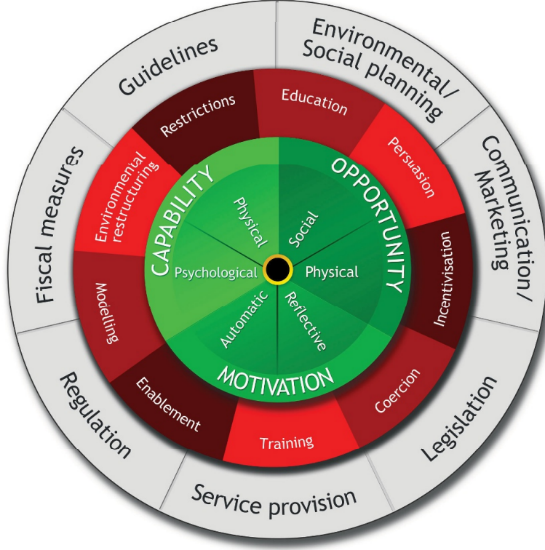 Environmental/
Social planning
Communication/
Marketing
Legislation
Service provision
Regulation
Fiscal measures
Guidelines
Education
Persuasion
Incentivisation
Coercion
Training
Enablement
Modelling
Environmental
restructuring
Restrictions
CAPABILITY
OPPORTUNITY
MOTIVATION
Physical
Social
Psychological
Physical
Automatic
Reflective